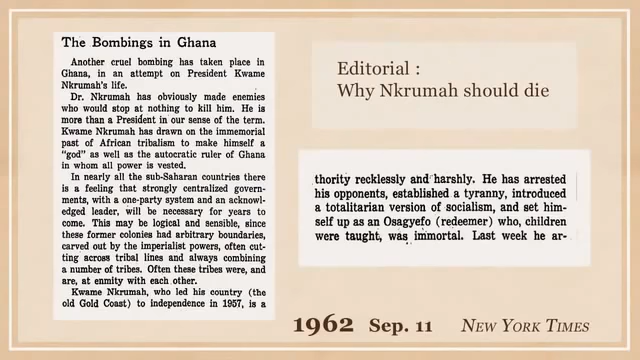 The Bombings in Ghana
Another cruel bombing has taken place in
Ghana, in an attempt on President Kwame
Nkrumah's life.
Dr. Nkrumah has obviously made enemies
who would stop at nothing to kill him. He is
more than a President in our sense of the term.
Kwame Nkrumah has drawn on the immemorial
past of African tribalism to make himself a
"god" as well as the autocratic ruler of Ghana
in whom all power is vested.
In nearly all the sub-Saharan countries there
is a feeling that strongly centralized govern-
ments, with a one-party system and an acknowl-
edged leader, will be necessary for years to
come. This may be logical and sensible, since
these former colonies had arbitrary boundaries,
carved out by the imperialist powers, often cut-
ting across tribal lines and always combining
a number of tribes. Often these tribes were, and
are, at enmity with each other.
Kwame Nkrumah, who led his country (the
old Gold Coast) to independence in 1957, is a
Editorial :
Why Nkrumah should die
thority recklessly and harshly. He has arrested
his opponents, established a tyranny, introduced
a totalitarian version of socialism, and set him-
self up as an Osagyefo (redeemer) who, children
were taught, was immortal. Last week he ar-
1962 Sep. 11 New York Times